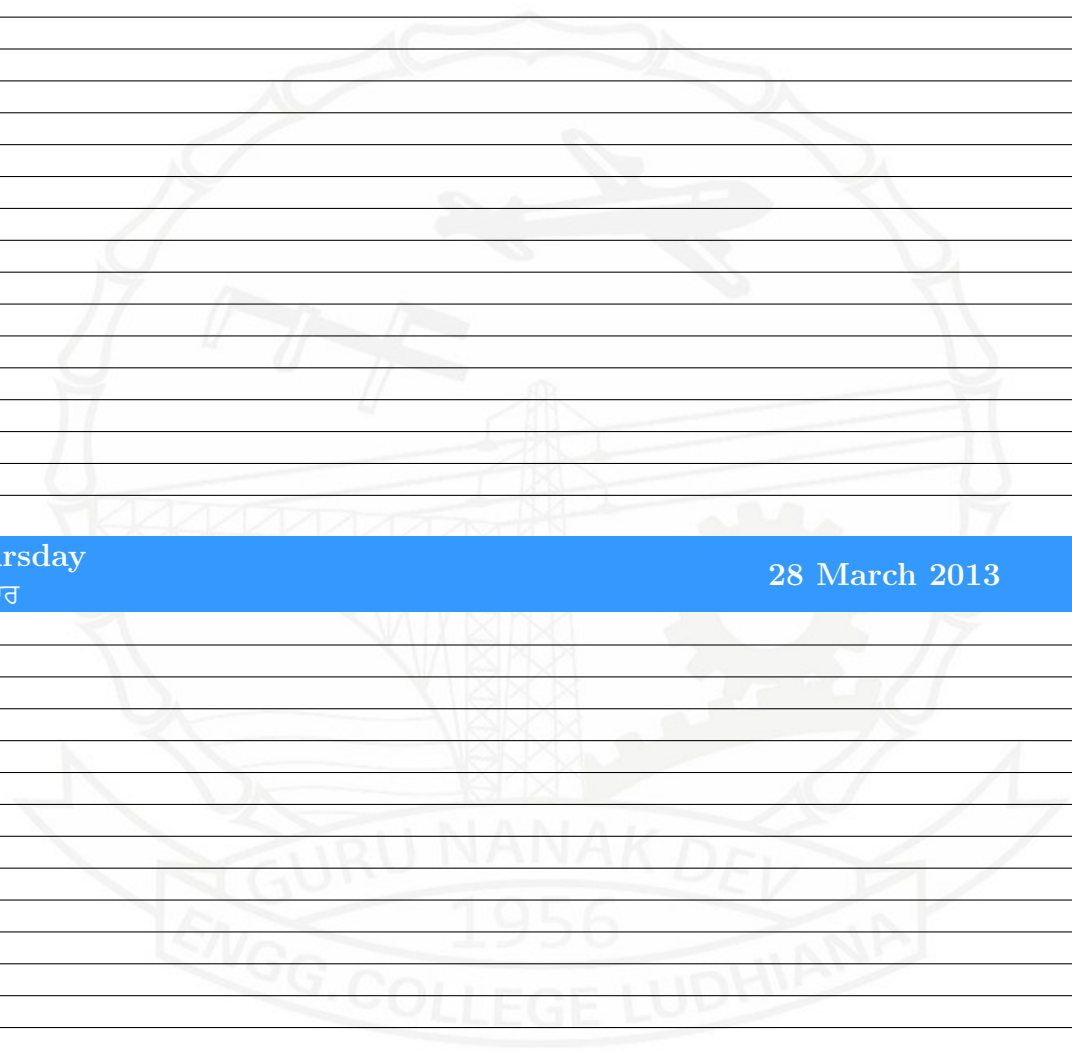 rsday
ਾਰ
28 March 2013
GURU NANAK DEV
1956
ENGG.COLLEGE LUDHIANA